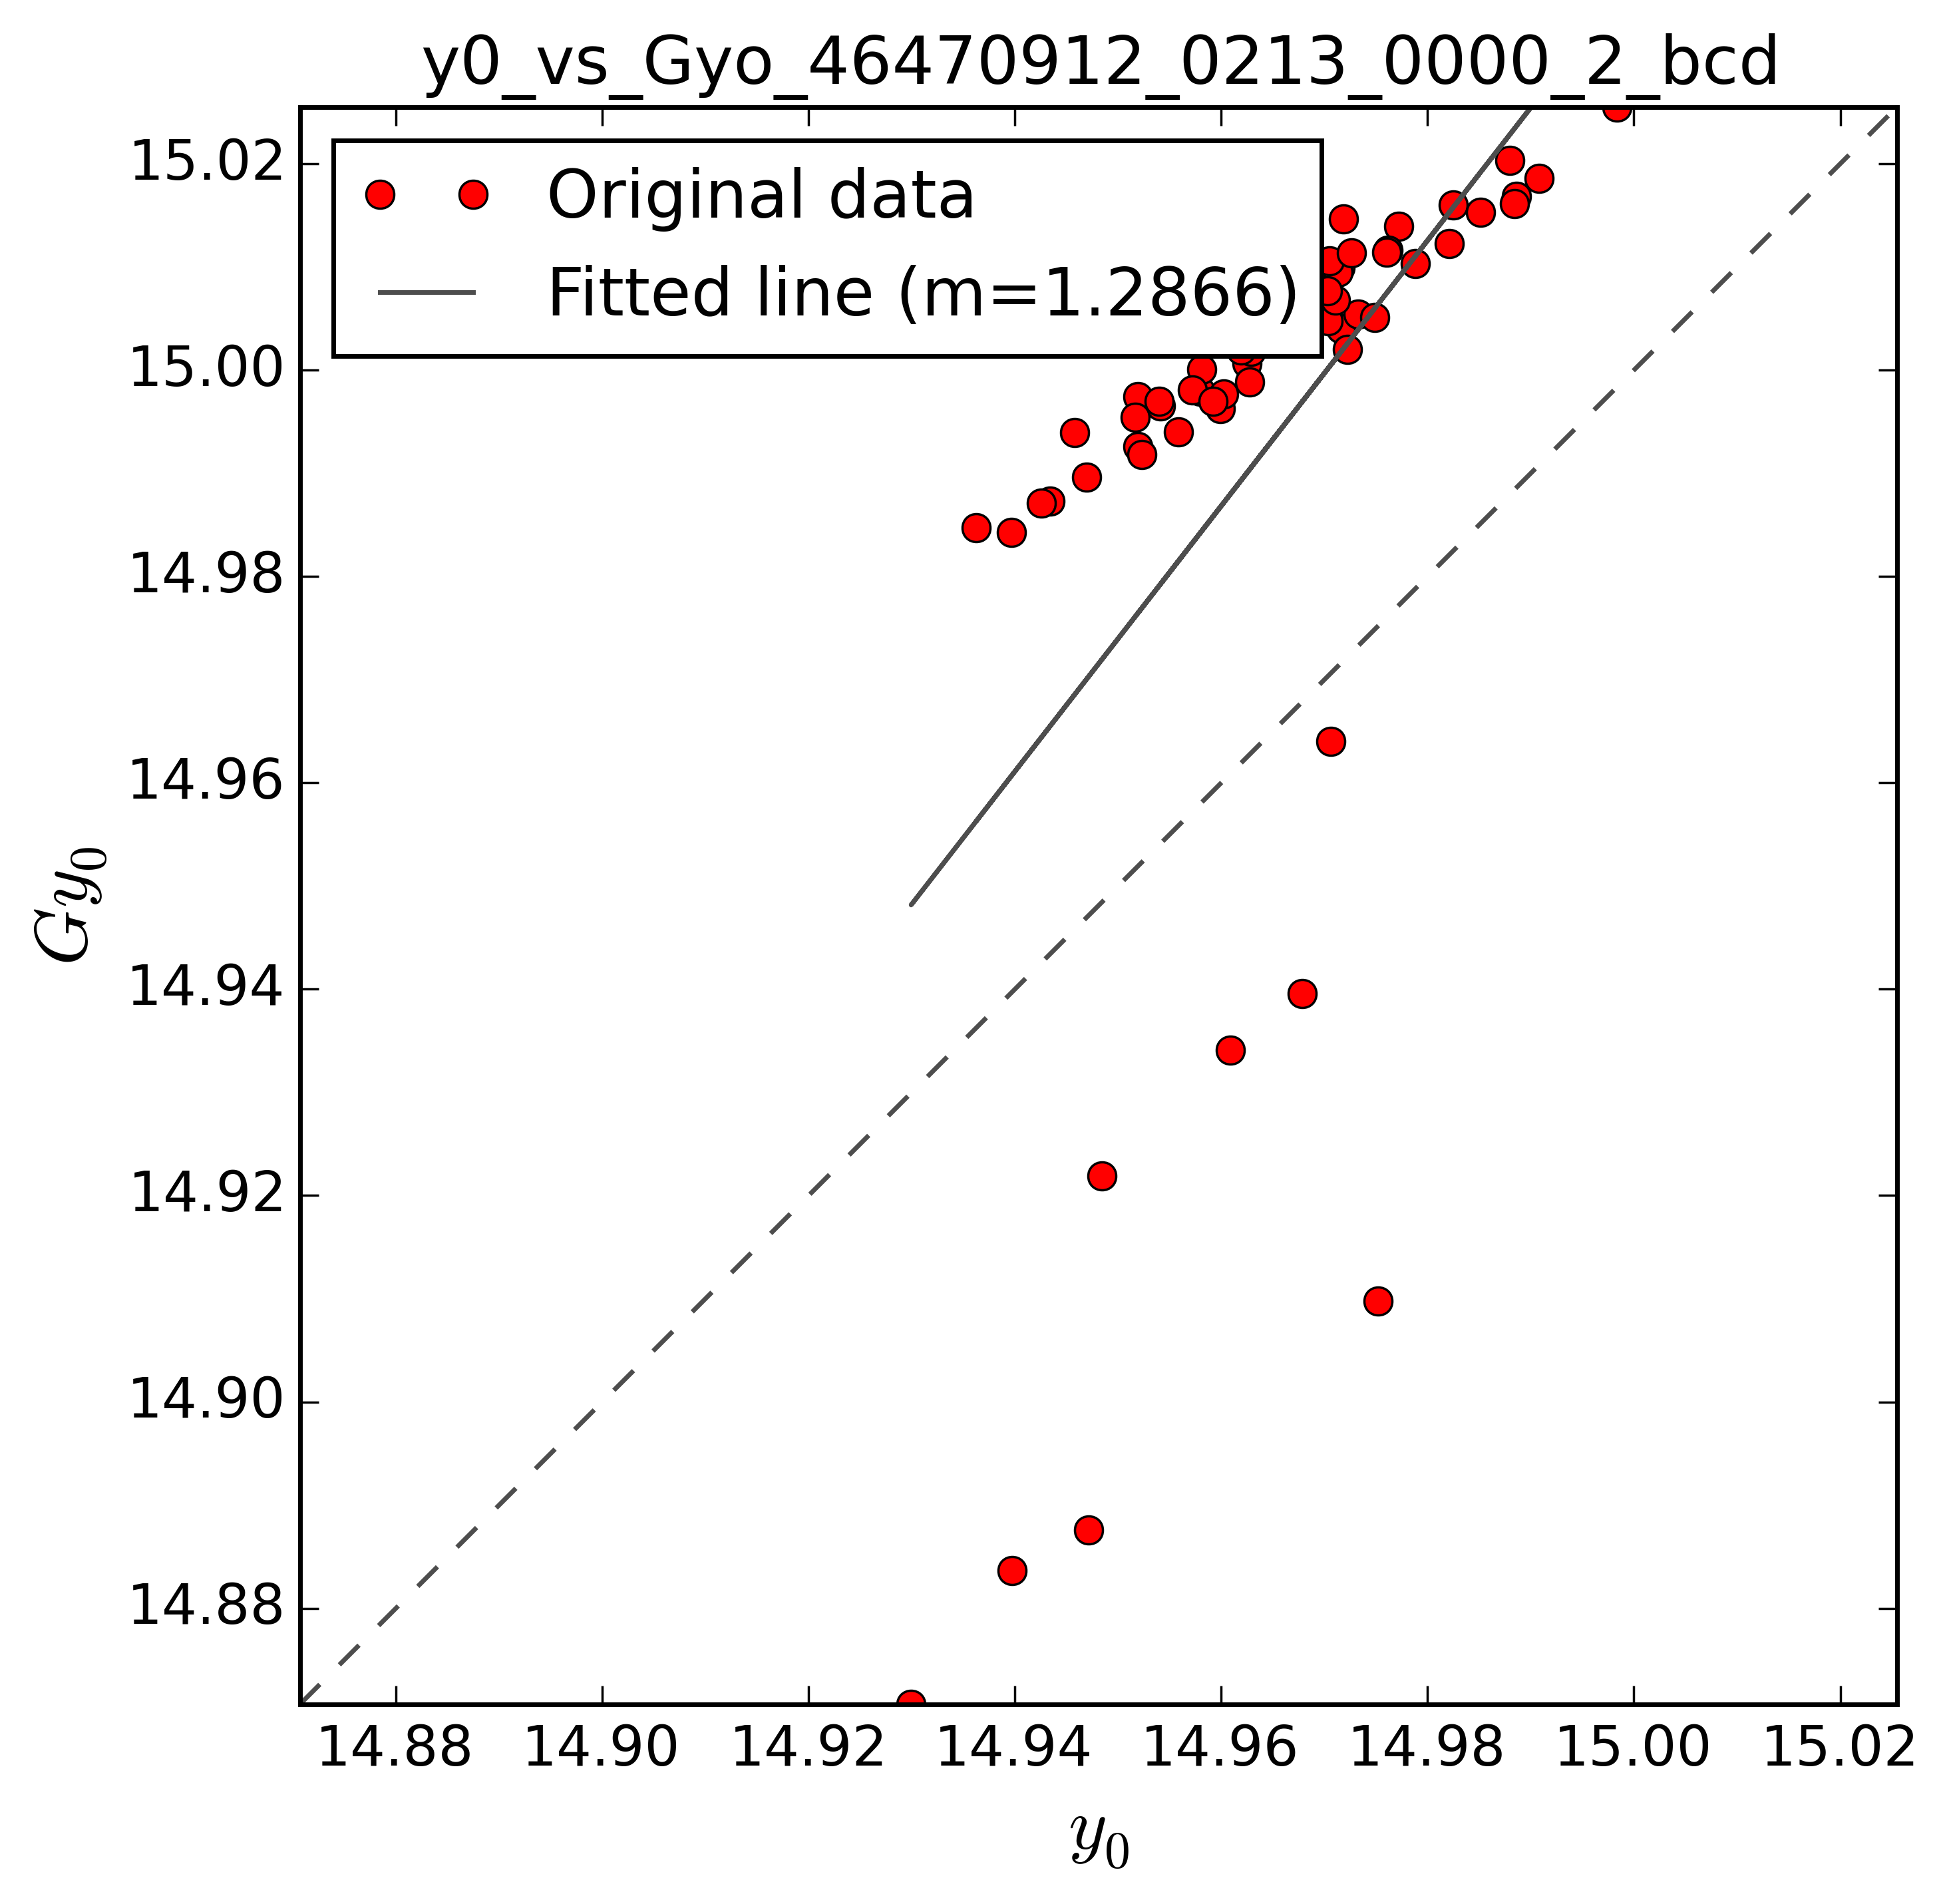 y0_vs_Gyo_46470912_0213_0000_2_bcd
Original data
Fitted line (m=1.2866)
15.02
15.00
14.98
14.96
14.94
14.92
14.90
14.88
Gy₀
14.88 14.90 14.92 14.94 14.96 14.98 15.00 15.02
y₀